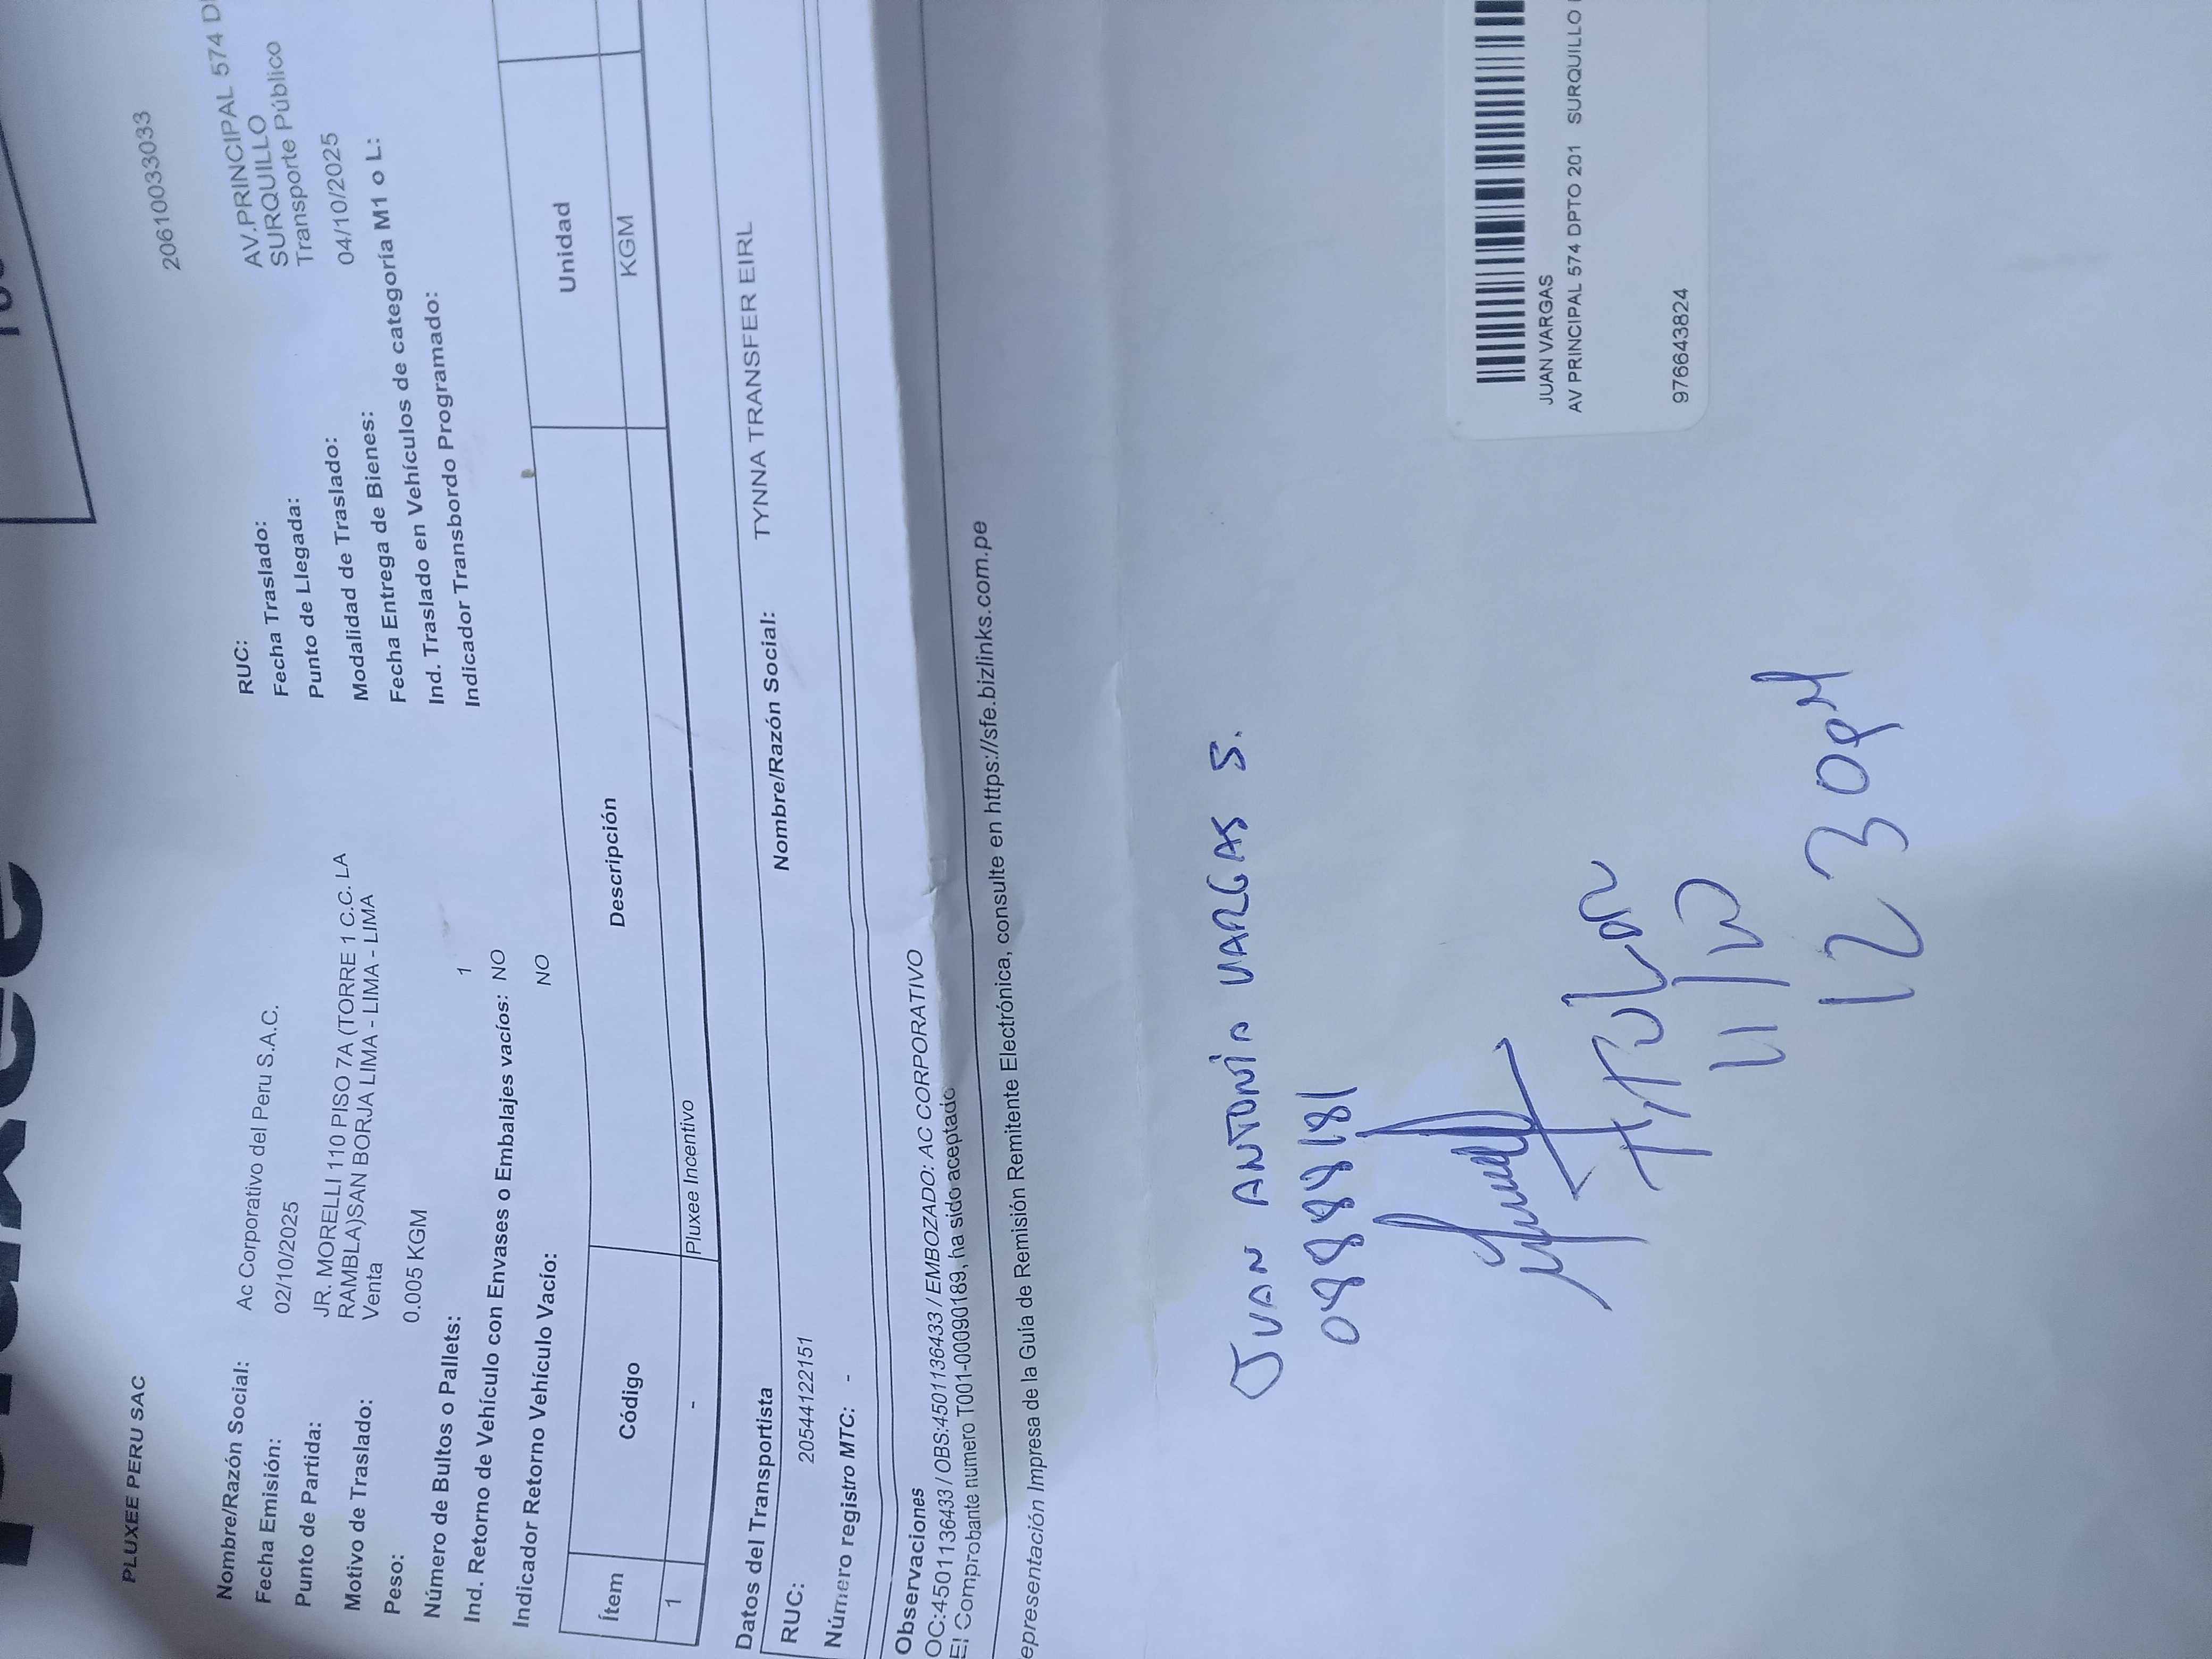 PLUXEE PERU SAC
Nombre/Razón Social: Ac Corporativo del Peru S.A.C. RUC: 20610033033
Fecha Emisión: 02/10/2025 Fecha Traslado:
Punto de Partida: JR. MORELLI 110 PISO 7A (TORRE 1 C.C. LA RAMBLA)SAN BORJA LIMA - LIMA - LIMA Punto de Llegada: AV.PRINCIPAL 574 SURQUILLO
Motivo de Traslado: Venta Modalidad de Traslado: Transporte Público
Peso: 0.005 KGM Fecha Entrega de Bienes: 04/10/2025
Número de Bultos o Pallets: 1 Ind. Traslado en Vehículos de categoría M1 o L:
Ind. Retorno de Vehículo con Envases o Embalajes vacíos: NO Indicador Transbordo Programado:
Indicador Retorno Vehículo Vacío: NO
Ítem Código Descripción Unidad
1 - Pluxee Incentivo KGM
Datos del Transportista
RUC: 20544122151 Nombre/Razón Social: TYNNA TRANSFER EIRL
Número registro MTC: -
Observaciones
OC:4501136433 / OBS:4501136433 / EMBOZADO: AC CORPORATIVO
El Comprobante numero T001-00090189, ha sido aceptado
epresentación Impresa de la Guía de Remisión Remitente Electrónica, consulte en https://sfe.bizlinks.com.pe
JUAN ANTONIO VARGAS S.
08888181
Titular
11/10
12 30PM
JUAN VARGAS
AV PRINCIPAL 574 DPTO 201 SURQUILLO
976643824